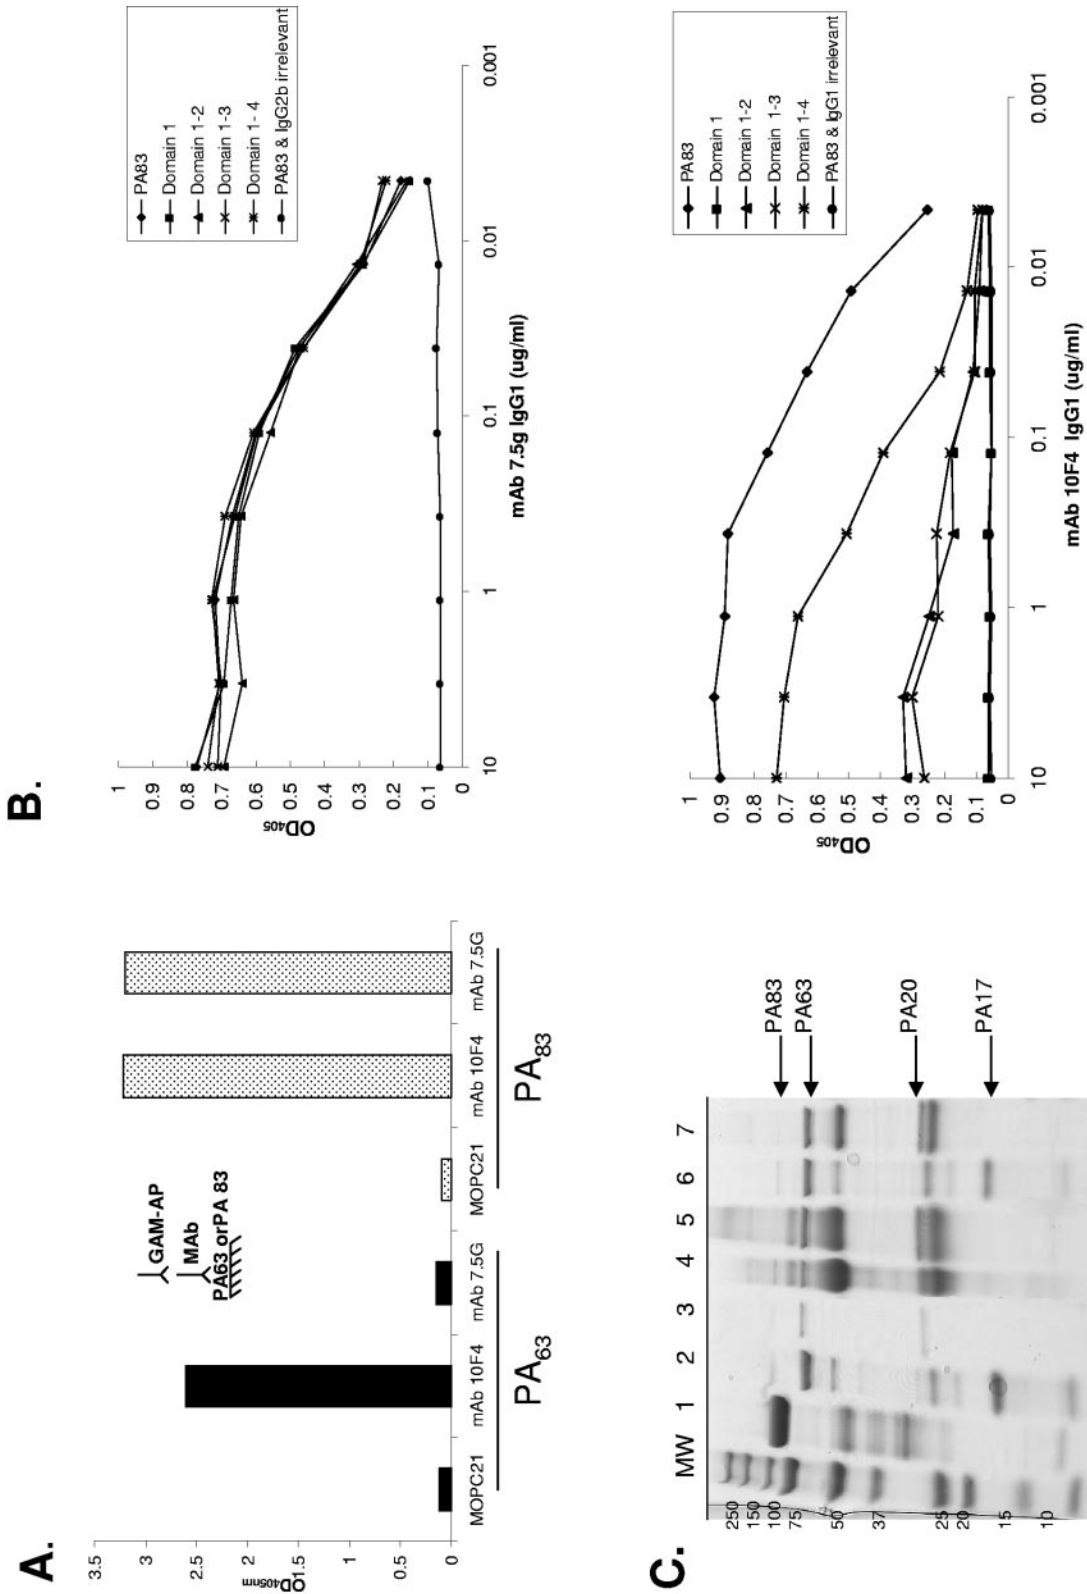 A.
3.5
3
2.5
2
1.5
1
0.5
0
OD405nm
GAM-AP
MAb
PA63 orPA 83
MOPC21
mAb 10F4
mAb 7.5G
MOPC21
mAb 10F4
mAb 7.5G
PA63
PA83
B.
1
0.9
0.8
0.7
0.6
0.5
0.4
0.3
0.2
0.1
0
OD405
10
1
0.1
0.01
0.001
mAb 7.5g IgG1 (ug/ml)
PA83
Domain 1
Domain 1-2
Domain 1-3
Domain 1- 4
PA83 & IgG2b irrelevant
C.
MW 1 2 3 4 5 6 7
250
150
100
75
50
37
25
20
15
10
PA83
PA63
PA20
PA17
1
0.9
0.8
0.7
0.6
0.5
0.4
0.3
0.2
0.1
0
OD405
10
1
0.1
0.01
0.001
mAb 10F4 IgG1 (ug/ml)
PA83
Domain 1
Domain 1-2
Domain 1-3
Domain 1-4
PA83 & IgG1 irrelevant